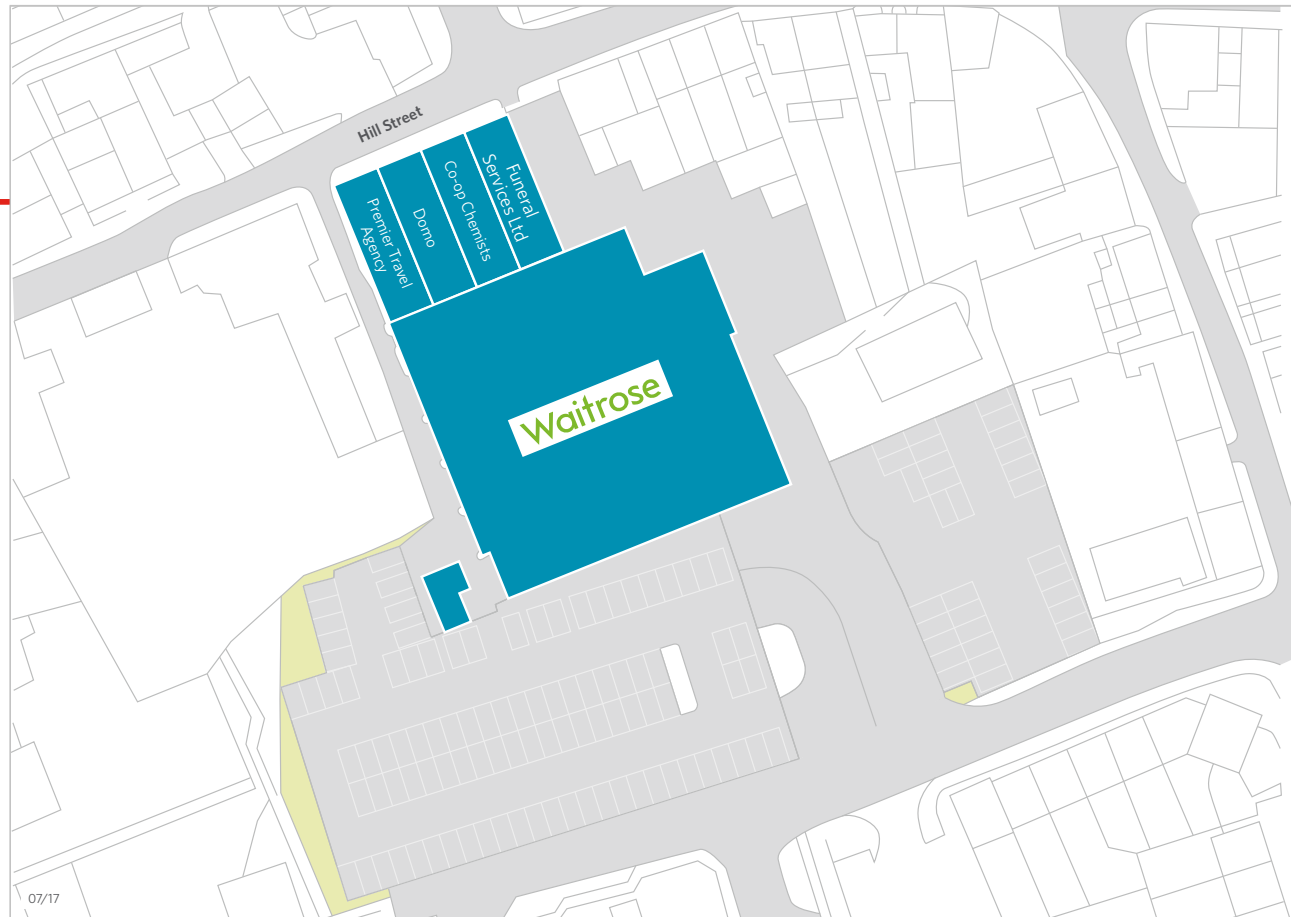 Hill Street
Premier Travel
Agency
Domo
Co-op Chemists
Funeral
Services Ltd
Waitrose
07/17